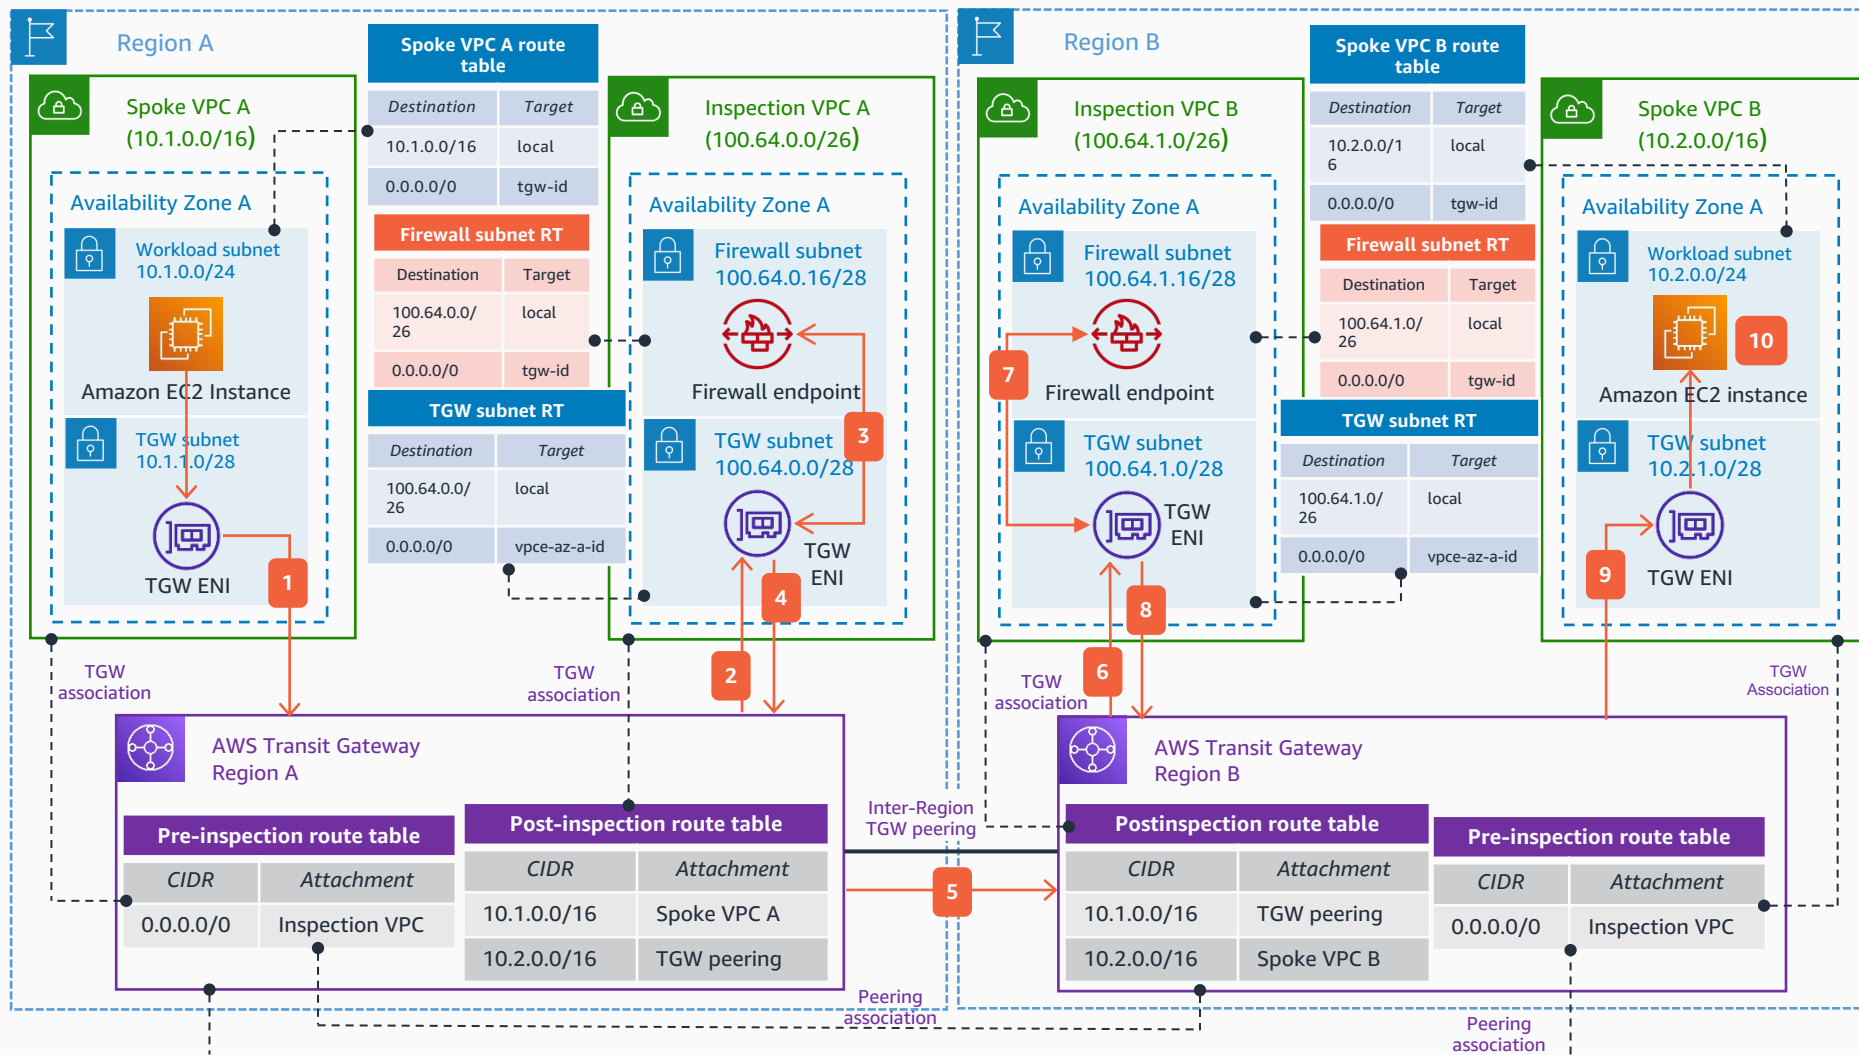 Region A
Spoke VPC A
(10.1.0.0/16)
Availability Zone A
Workload subnet
10.1.0.0/24
Amazon EC2 Instance
TGW subnet
10.1.1.0/28
TGW ENI
1
Spoke VPC A route
table
Destination Target
10.1.0.0/16 local
0.0.0.0/0 tgw-id
Firewall subnet RT
Destination Target
100.64.0.0/
26 local
0.0.0.0/0 tgw-id
TGW subnet RT
Destination Target
100.64.0.0/
26 local
0.0.0.0/0 vpce-az-a-id
Inspection VPC A
(100.64.0.0/26)
Availability Zone A
Firewall subnet
100.64.0.16/28
Firewall endpoint
3
TGW subnet
100.64.0.0/28
TGW
ENI
4
2
TGW
association
TGW
association
AWS Transit Gateway
Region A
Pre-inspection route table
CIDR Attachment
0.0.0.0/0 Inspection VPC
Post-inspection route table
CIDR Attachment
10.1.0.0/16 Spoke VPC A
10.2.0.0/16 TGW peering
Inter-Region
TGW peering
5
Peering
association
Region B
Inspection VPC B
(100.64.1.0/26)
Availability Zone A
Firewall subnet
100.64.1.16/28
7
Firewall endpoint
TGW subnet
100.64.1.0/28
TGW
ENI
8
6
TGW
association
Spoke VPC B route
table
Destination Target
10.2.0.0/1
6 local
0.0.0.0/0 tgw-id
Firewall subnet RT
Destination Target
100.64.1.0/
26 local
0.0.0.0/0 tgw-id
TGW subnet RT
Destination Target
100.64.1.0/
26 local
0.0.0.0/0 vpce-az-a-id
Spoke VPC B
(10.2.0.0/16)
Availability Zone A
Workload subnet
10.2.0.0/24
10
Amazon EC2 instance
TGW subnet
10.2.1.0/28
9
TGW ENI
TGW
Association
AWS Transit Gateway
Region B
Postinspection route table
CIDR Attachment
10.1.0.0/16 TGW peering
10.2.0.0/16 Spoke VPC B
Pre-inspection route table
CIDR Attachment
0.0.0.0/0 Inspection VPC
Peering
association